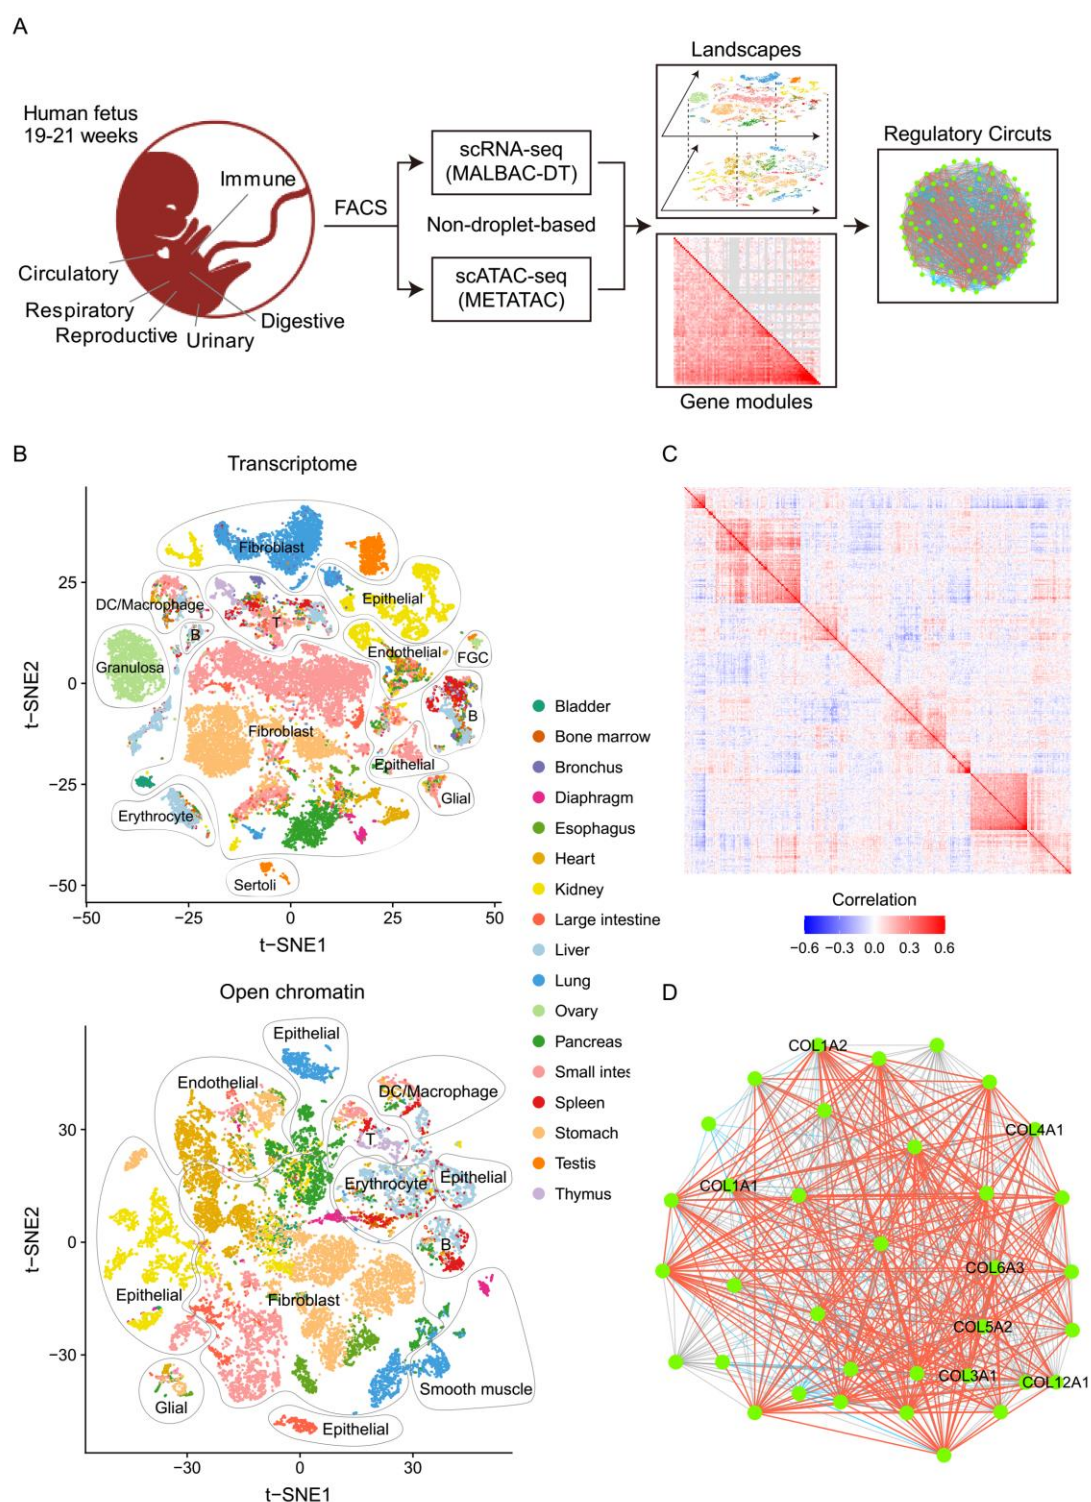 A
Human fetus
19-21 weeks
Immune
Circulatory
Respiratory
Reproductive
Urinary
Digestive
FACS
scRNA-seq
(MALBAC-DT)
Non-droplet-based
scATAC-seq
(METATAC)
Landscapes
Gene modules
Regulatory Circuts
B
Transcriptome
t-SNE2
25
0
−25
−50
Fibroblast
DC/Macrophage
T
Epithelial
B
Granulosa
Endothelial
FGC
B
Fibroblast
Epithelial
Glial
Erythrocyte
Sertoli
−50
−25
0
25
50
t-SNE1
Bladder
Bone marrow
Bronchus
Diaphragm
Esophagus
Heart
Kidney
Large intestine
Liver
Lung
Ovary
Pancreas
Small intes
Spleen
Stomach
Testis
Thymus
Open chromatin
t-SNE2
30
0
−30
Epithelial
Endothelial
DC/Macrophage
T
Erythrocyte
Epithelial
B
Epithelial
Fibroblast
Smooth muscle
Glial
Epithelial
−30
0
30
t-SNE1
C
Correlation
−0.6
−0.3
0.0
0.3
0.6
D
COL1A2
COL4A1
COL1A1
COL6A3
COL5A2
COL3A1
COL12A1